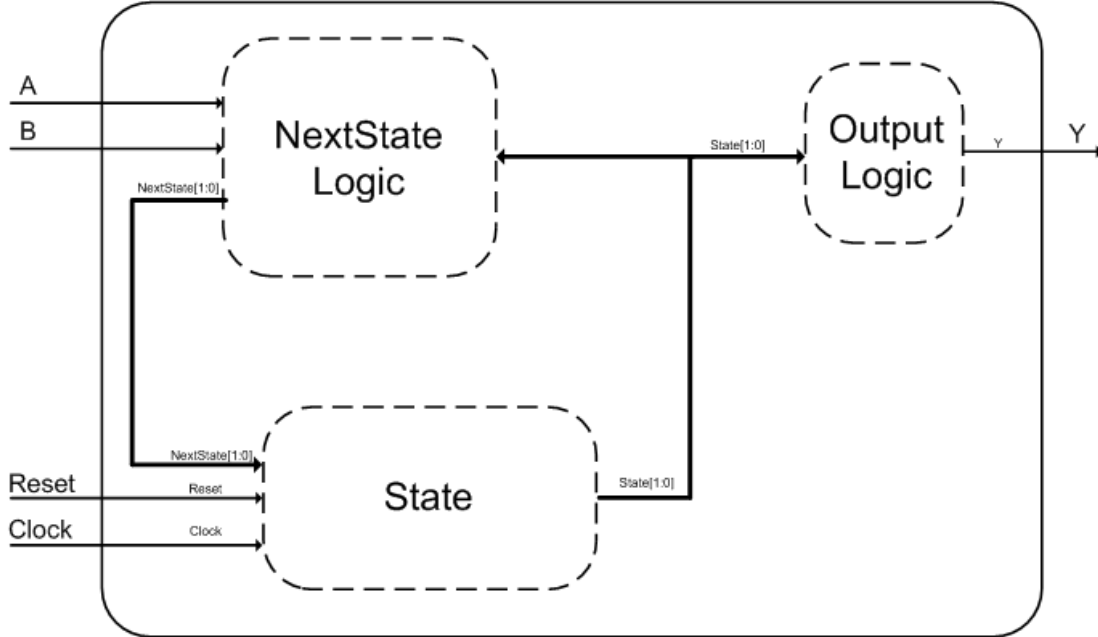 A
B
NextState
Logic
NextState[1:0]
State[1:0]
Output
Logic
Y
Y
NextState[1:0]
Reset
Reset
Clock
Clock
State
State[1:0]